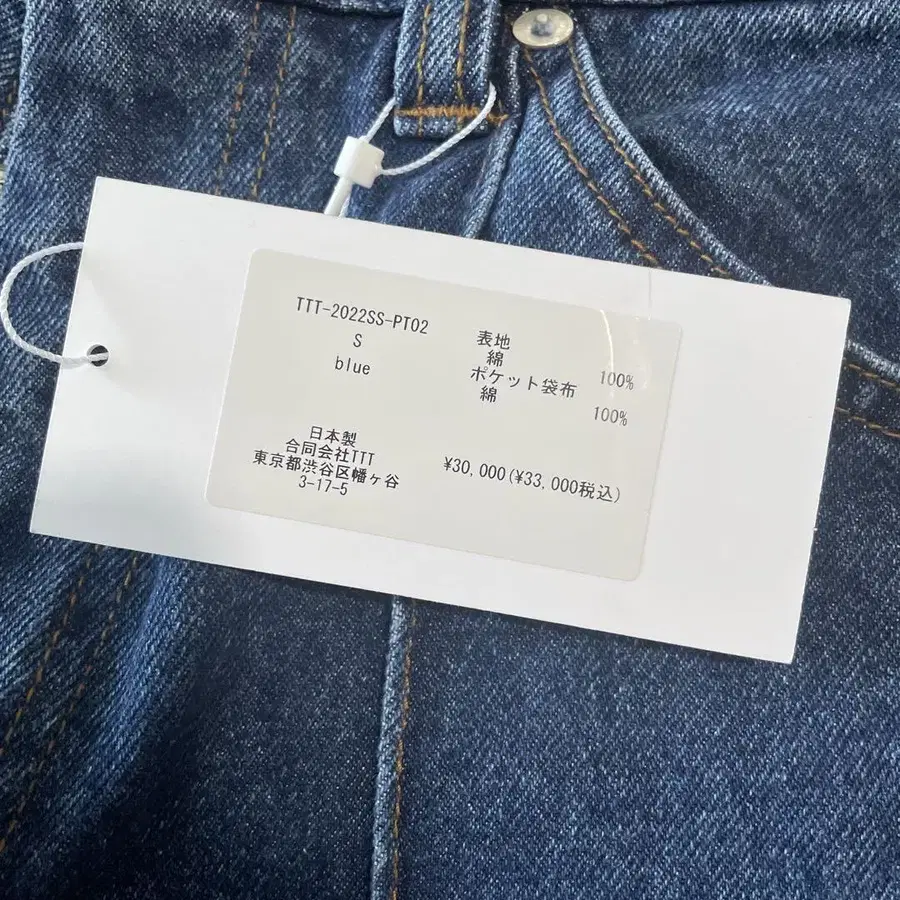 TTT-2022SS-PT02
S
blue
表地
綿 100%
ポケット袋布
綿 100%
日本製
合同会社TTT
東京都渋谷区幡ヶ谷
3-17-5
¥30,000(¥33,000税込)